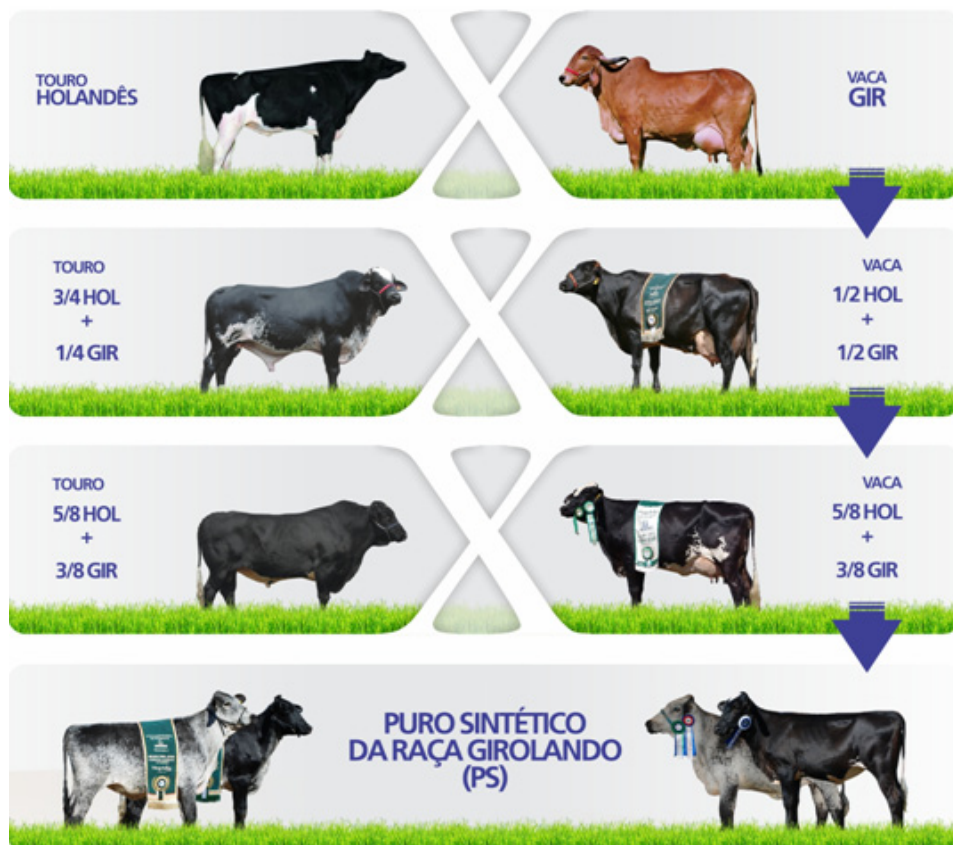 TOURO
HOLANDÊS
VACA
GIR
TOURO
3/4 HOL
+
1/4 GIR
VACA
1/2 HOL
+
1/2 GIR
TOURO
5/8 HOL
+
3/8 GIR
VACA
5/8 HOL
+
3/8 GIR
PURO SINTÉTICO
DA RAÇA GIROLANDO
(PS)